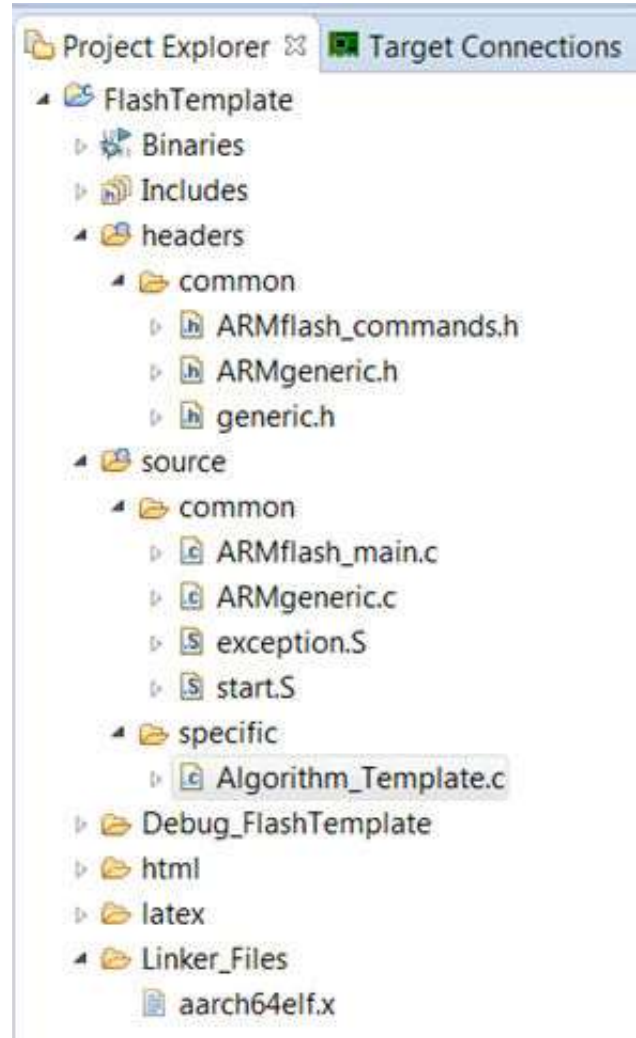 Project Explorer Target Connections
FlashTemplate
Binaries
Includes
headers
common
ARMflash_commands.h
ARMgeneric.h
generic.h
source
common
ARMflash_main.c
ARMgeneric.c
exception.S
start.S
specific
Algorithm_Template.c
Debug_FlashTemplate
html
latex
Linker_Files
aarch64elf.x